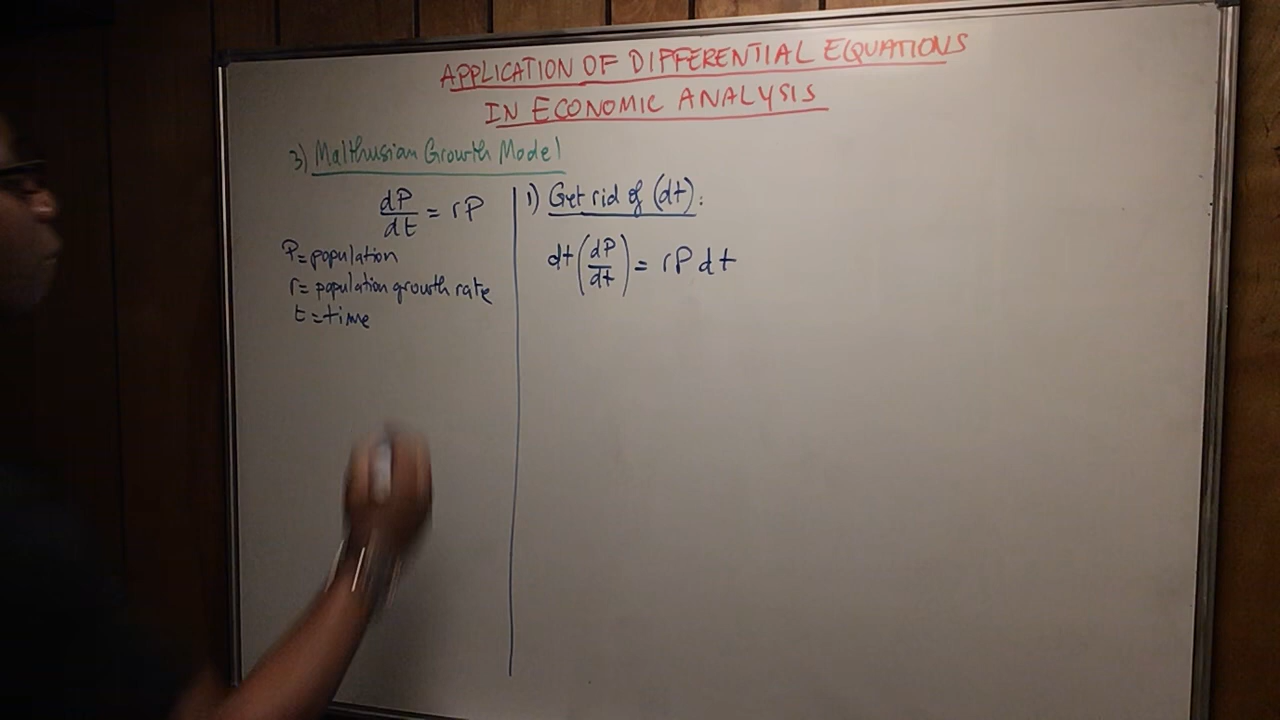 APPLICATION OF DIFFERENTIAL EQUATIONS
IN ECONOMIC ANALYSIS
3) Malthusian Growth Model
dP/dt = rP
P = population
r = population growth rate
t = time
1) Get rid of (dt):
dt(dP/dt) = rP dt